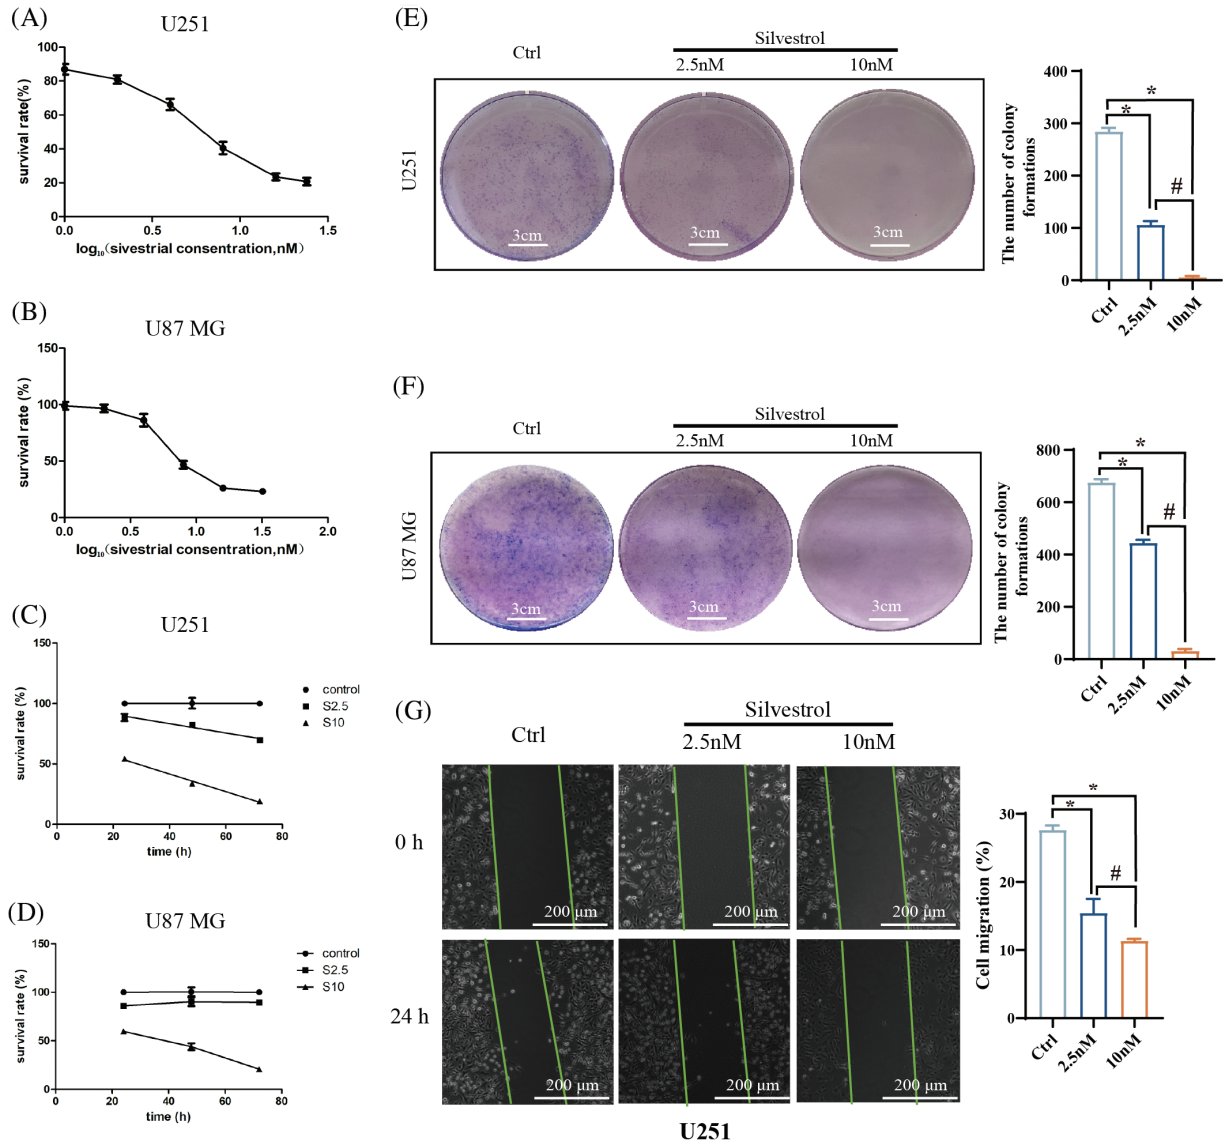 (A)
U251
100
80
60
40
20
0
survival rate(%)
0.0 0.5 1.0 1.5
log₁₀(sivestrial consentration,nM)
(B)
U87 MG
150
100
50
0
survival rate (%)
0.0 0.5 1.0 1.5 2.0
log₁₀(sivestrial consentration,nM)
(C)
U251
150
100
50
0
survival rate (%)
0 20 40 60 80
time (h)
control
S2.5
S10
(D)
U87 MG
150
100
50
0
survival rate (%)
0 20 40 60 80
time (h)
control
S2.5
S10
(E)
Silvestrol
Ctrl 2.5nM 10nM
U251
3cm 3cm 3cm
The number of colony
formations
400
300
200
100
0
*
*
#
Ctrl 2.5nM 10nM
(F)
Silvestrol
Ctrl 2.5nM 10nM
U87 MG
3cm 3cm 3cm
The number of colony
formations
800
600
400
200
0
*
*
#
Ctrl 2.5nM 10nM
(G)
Silvestrol
Ctrl 2.5nM 10nM
0 h
200 µm 200 µm 200 µm
24 h
200 µm 200 µm 200 µm
U251
Cell migration (%)
30
20
10
0
*
*
#
Ctrl 2.5nM 10nM